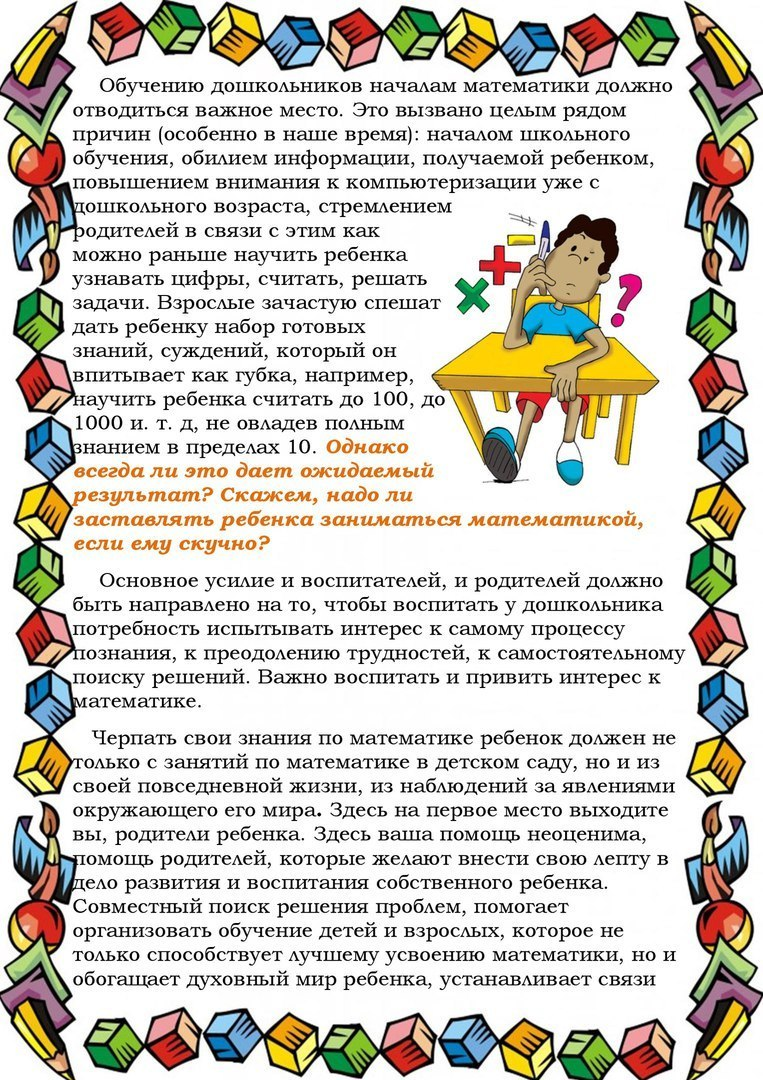 Обучению дошкольников началам математики должно
отводиться важное место. Это вызвано целым рядом
причин (особенно в наше время): началом школьного
обучения, обилием информации, получаемой ребенком,
повышением внимания к компьютеризации уже с
дошкольного возраста, стремлением
родителей в связи с этим как
можно раньше научить ребенка
узнавать цифры, считать, решать
задачи. Взрослые зачастую спешат
дать ребенку набор готовых
знаний, суждений, который он
впитывает как губка, например,
научить ребенка считать до 100, до
1000 и. т. д, не овладев полным
знанием в пределах 10. Однако
всегда ли это дает ожидаемый
результат? Скажем, надо ли
заставлять ребенка заниматься математикой,
если ему скучно?
Основное усилие и воспитателей, и родителей должно
быть направлено на то, чтобы воспитать у дошкольника
потребность испытывать интерес к самому процессу
познания, к преодолению трудностей, к самостоятельному
поиску решений. Важно воспитать и привить интерес к
математике.
Черпать свои знания по математике ребенок должен не
только с занятий по математике в детском саду, но и из
своей повседневной жизни, из наблюдений за явлениями
окружающего его мира. Здесь на первое место выходите
вы, родители ребенка. Здесь ваша помощь неоценима,
помощь родителей, которые желают внести свою лепту в
дело развития и воспитания собственного ребенка.
Совместный поиск решения проблем, помогает
организовать обучение детей и взрослых, которое не
только способствует лучшему усвоению математики, но и
обогащает духовный мир ребенка, устанавливает связи